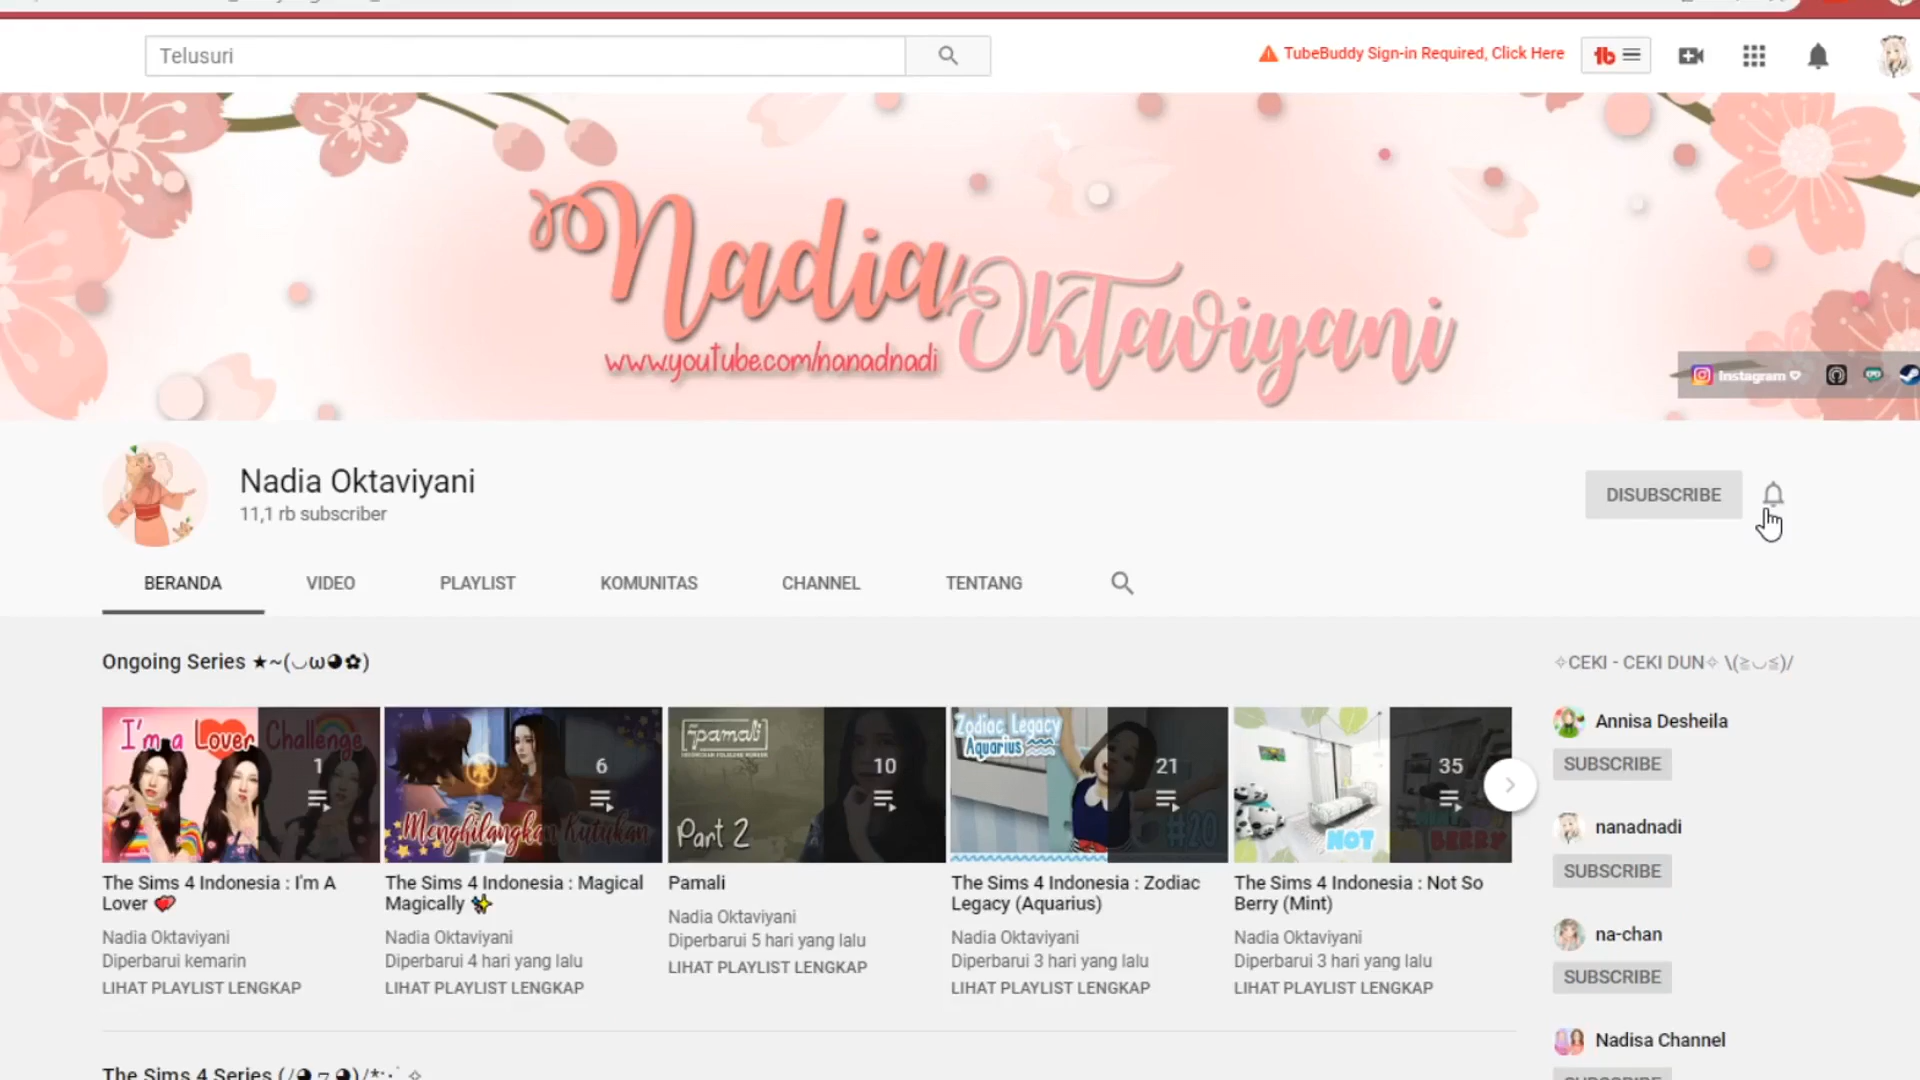 Telusuri
TubeBuddy Sign-in Required, Click Here
Nadia
Oktaviyani
www.youtube.com/nanadnadi
Instagram
Nadia Oktaviyani
11,1 rb subscriber
DISUBSCRIBE
BERANDA
VIDEO
PLAYLIST
KOMUNITAS
CHANNEL
TENTANG
Ongoing Series ★~(◡ω◕✿)
✧CEKI - CEKI DUN✧ \(≧◡≦)/
I'm a Lover Challenge
1
Menghilangkan Kutukan
6
Pamali
Part 2
10
Zodiac Legacy
Aquarius
#20
21
NOT SO BERRY
35
The Sims 4 Indonesia : I'm A
Lover 💕
Nadia Oktaviyani
Diperbarui kemarin
LIHAT PLAYLIST LENGKAP
The Sims 4 Indonesia : Magical
Magically ✨
Nadia Oktaviyani
Diperbarui 4 hari yang lalu
LIHAT PLAYLIST LENGKAP
Pamali
Nadia Oktaviyani
Diperbarui 5 hari yang lalu
LIHAT PLAYLIST LENGKAP
The Sims 4 Indonesia : Zodiac
Legacy (Aquarius)
Nadia Oktaviyani
Diperbarui 3 hari yang lalu
LIHAT PLAYLIST LENGKAP
The Sims 4 Indonesia : Not So
Berry (Mint)
Nadia Oktaviyani
Diperbarui 3 hari yang lalu
LIHAT PLAYLIST LENGKAP
Annisa Desheila
SUBSCRIBE
nanadnadi
SUBSCRIBE
na-chan
SUBSCRIBE
Nadisa Channel
SUBSCRIBE
The Sims 4 Series